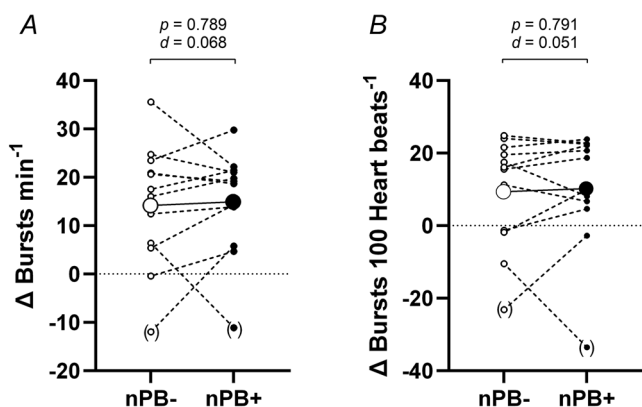 A
p = 0.789
d = 0.068
Δ Bursts min⁻¹
40
30
20
10
0
-10
-20
( )
( )
nPB- nPB+
B
p = 0.791
d = 0.051
Δ Bursts 100 Heart beats⁻¹
40
20
0
-20
-40
( )
( )
nPB- nPB+